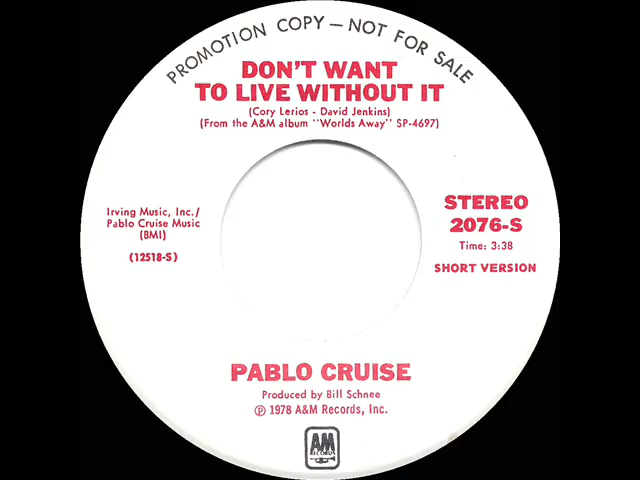 PROMOTION COPY — NOT FOR SALE
DON'T WANT
TO LIVE WITHOUT IT
(Cory Lerios - David Jenkins)
(From the A&M album "Worlds Away" SP-4697)
Irving Music, Inc./
Pablo Cruise Music
(BMI)
(12518-S)
STEREO
2076-S
Time: 3:38
SHORT VERSION
PABLO CRUISE
Produced by Bill Schnee
℗ 1978 A&M Records, Inc.
AM
RECORDS